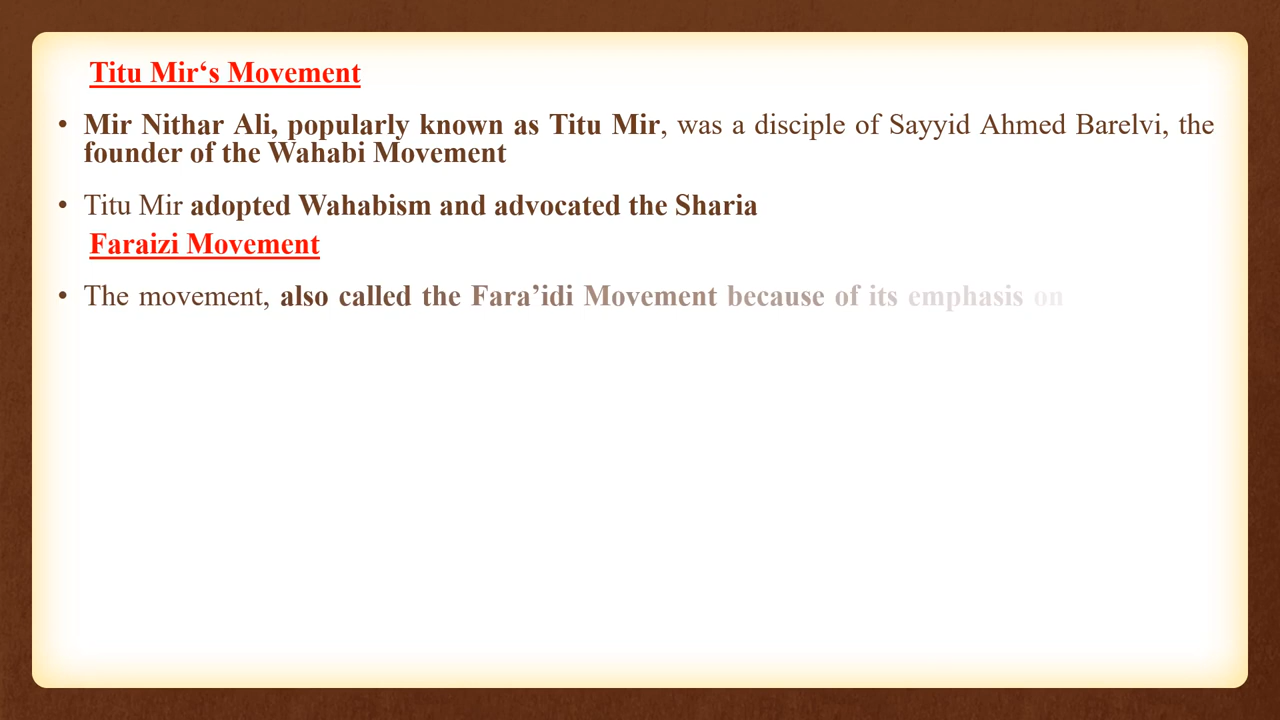 Titu Mir‘s Movement
• Mir Nithar Ali, popularly known as Titu Mir, was a disciple of Sayyid Ahmed Barelvi, the
founder of the Wahabi Movement
• Titu Mir adopted Wahabism and advocated the Sharia
Faraizi Movement
• The movement, also called the Fara’idi Movement because of its emphasis on